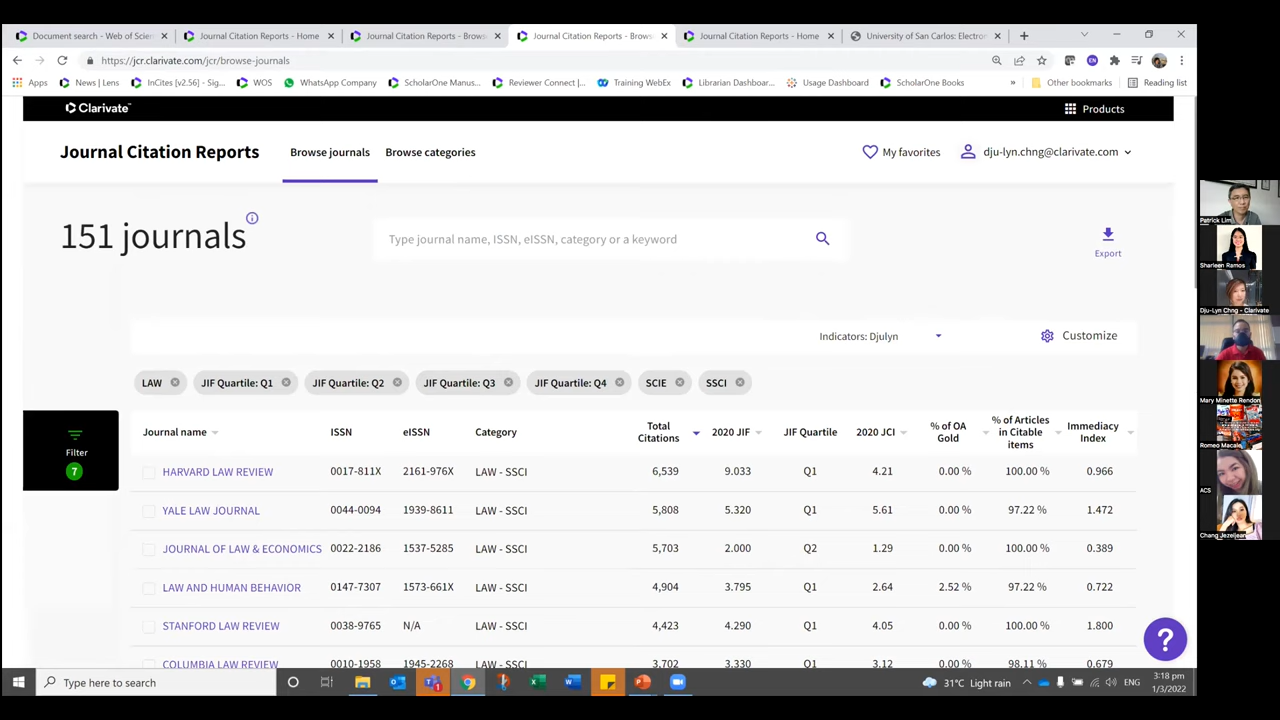 Document search - Web of Scien
Journal Citation Reports - Home
Journal Citation Reports - Brows
Journal Citation Reports - Brows
Journal Citation Reports - Home
University of San Carlos: Electron
https://jcr.clarivate.com/jcr/browse-journals
Apps
News | Lens
InCites [v2.56] - Sig...
WOS
WhatsApp Company
ScholarOne Manus...
Reviewer Connect |...
Training WebEx
Librarian Dashboar...
Usage Dashboard
ScholarOne Books
»
Other bookmarks
Reading list
Clarivate™
Products
Journal Citation Reports
Browse journals
Browse categories
My favorites
dju-lyn.chng@clarivate.com
151 journals
Type journal name, ISSN, eISSN, category or a keyword
Export
Indicators: Djulyn
Customize
LAW
JIF Quartile: Q1
JIF Quartile: Q2
JIF Quartile: Q3
JIF Quartile: Q4
SCIE
SSCI
Filter
7
Journal name ISSN eISSN Category Total Citations 2020 JIF JIF Quartile 2020 JCI % of OA Gold % of Articles in Citable items Immediacy Index
HARVARD LAW REVIEW 0017-811X 2161-976X LAW - SSCI 6,539 9.033 Q1 4.21 0.00 % 100.00 % 0.966
YALE LAW JOURNAL 0044-0094 1939-8611 LAW - SSCI 5,808 5.320 Q1 5.61 0.00 % 97.22 % 1.472
JOURNAL OF LAW & ECONOMICS 0022-2186 1537-5285 LAW - SSCI 5,703 2.000 Q2 1.29 0.00 % 100.00 % 0.389
LAW AND HUMAN BEHAVIOR 0147-7307 1573-661X LAW - SSCI 4,904 3.795 Q1 2.64 2.52 % 97.22 % 0.722
STANFORD LAW REVIEW 0038-9765 N/A LAW - SSCI 4,423 4.290 Q1 4.05 0.00 % 100.00 % 1.800
COLUMBIA LAW REVIEW 0010-1958 1945-2268 LAW - SSCI 3,702 3.330 Q1 3.12 0.00 % 98.11 % 0.679
?
Patrick Lim
Sharleen Ramos
Dju-Lyn Chng - Clarivate
Mary Minette Rendon
Romeo Macale
ACS
Chang Jezeljean
Type here to search
31°C Light rain
ENG
3:18 pm
1/3/2022